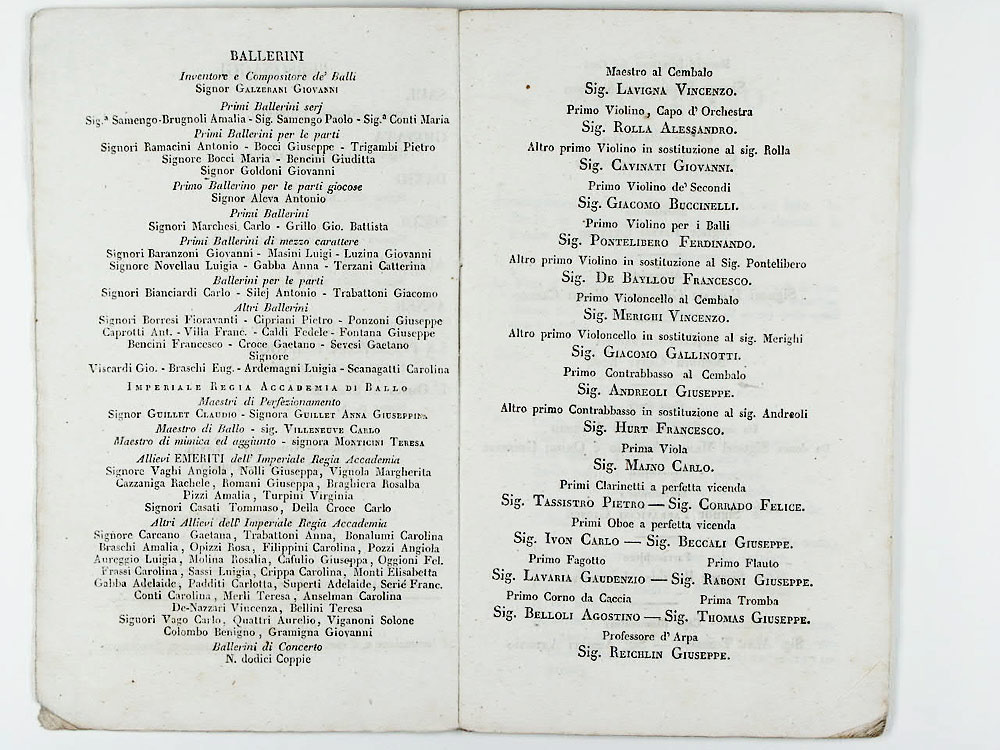 BALLERINI
Inventore e Compositore de' Balli
Signor GALZERANI GIOVANNI
Primi Ballerini serj
Sig.ª Samengo-Brugnoli Amalia - Sig. Samengo Paolo - Sig.ª Conti Maria
Primi Ballerini per le parti
Signori Ramacini Antonio - Bocci Giuseppe - Trigambi Pietro
Signore Bocci Maria - Bencini Giuditta
Signor Goldoni Giovanni
Primo Ballerino per le parti giocose
Signor Aleva Antonio
Primi Ballerini
Signori Marchesi Carlo - Grillo Gio. Battista
Primi Ballerini di mezzo carattere
Signori Baranzoni Giovanni - Masini Luigi - Luzina Giovanni
Signore Novellau Luigia - Gabba Anna - Terzani Catterina
Ballerini per le parti
Signori Bianciardi Carlo - Silej Antonio - Trabattoni Giacomo
Altri Ballerini
Signori Borresi Fioravanti - Cipriani Pietro - Ponzoni Giuseppe
Caprotti Ant. - Villa Franc. - Caldi Fedele - Fontana Giuseppe
Bencini Francesco - Croce Gaetano - Sevesi Gaetano
Signore
Viscardi Gio. - Braschi Eug. - Ardemagni Luigia - Scanagatti Carolina
IMPERIALE REGIA ACCADEMIA DI BALLO
Maestri di Perfezionamento
Signor GUILLET CLAUDIO - Signora GUILLET ANNA GIUSEPPINA
Maestro di Ballo - sig. VILLENEUVE CARLO
Maestro di mimica ed aggiunto - signora MONTICINI TERESA
Allievi EMERITI dell' Imperiale Regia Accademia
Signore Vaghi Angiola, Nolli Giuseppa, Vignola Margherita
Cazzaniga Rachele, Romani Giuseppa, Braghiera Rosalba
Pizzi Amalia, Turpini Virginia
Signori Casati Tommaso, Della Croce Carlo
Altri Allievi dell' Imperiale Regia Accademia
Signore Carcano Gaetana, Trabattoni Anna, Bonalumi Carolina
Braschi Amalia, Opizzi Rosa, Filippini Carolina, Pozzi Angiola
Aureggio Luigia, Molina Rosalia, Cafulio Giuseppa, Oggioni Fel.
Frassi Carolina, Sassi Luigia, Crippa Carolina, Monti Elisabetta
Gabba Adelaide, Padditi Carlotta, Superti Adelaide, Serié Franc.
Conti Carolina, Merli Teresa, Anselman Carolina
De-Nazzari Vincenza, Bellini Teresa
Signori Vago Carlo, Quattri Aurelio, Viganoni Solone
Colombo Benigno, Gramigna Giovanni
Ballerini di Concerto
N. dodici Coppie
Maestro al Cembalo
Sig. LAVIGNA VINCENZO.
Primo Violino, Capo d' Orchestra
Sig. ROLLA ALESSANDRO.
Altro primo Violino in sostituzione al sig. Rolla
Sig. CAVINATI GIOVANNI.
Primo Violino de' Secondi
Sig. GIACOMO BUCCINELLI.
Primo Violino per i Balli
Sig. PONTELIBERO FERDINANDO.
Altro primo Violino in sostituzione al Sig. Pontelibero
Sig. DE BAYLLOU FRANCESCO.
Primo Violoncello al Cembalo
Sig. MERIGHI VINCENZO.
Altro primo Violoncello in sostituzione al sig. Merighi
Sig. GIACOMO GALLINOTTI.
Primo Contrabbasso al Cembalo
Sig. ANDREOLI GIUSEPPE.
Altro primo Contrabbasso in sostituzione al sig. Andreoli
Sig. HURT FRANCESCO.
Prima Viola
Sig. MAINO CARLO.
Primi Clarinetti a perfetta vicenda
Sig. TASSISTRO PIETRO — Sig. CORRADO FELICE.
Primi Oboe a perfetta vicenda
Sig. IVON CARLO — Sig. BECCALI GIUSEPPE.
Primo Fagotto Primo Flauto
Sig. LAVARIA GAUDENZIO — Sig. RABONI GIUSEPPE.
Primo Corno da Caccia Prima Tromba
Sig. BELLOLI AGOSTINO — Sig. THOMAS GIUSEPPE.
Professore d' Arpa
Sig. REICHLIN GIUSEPPE.